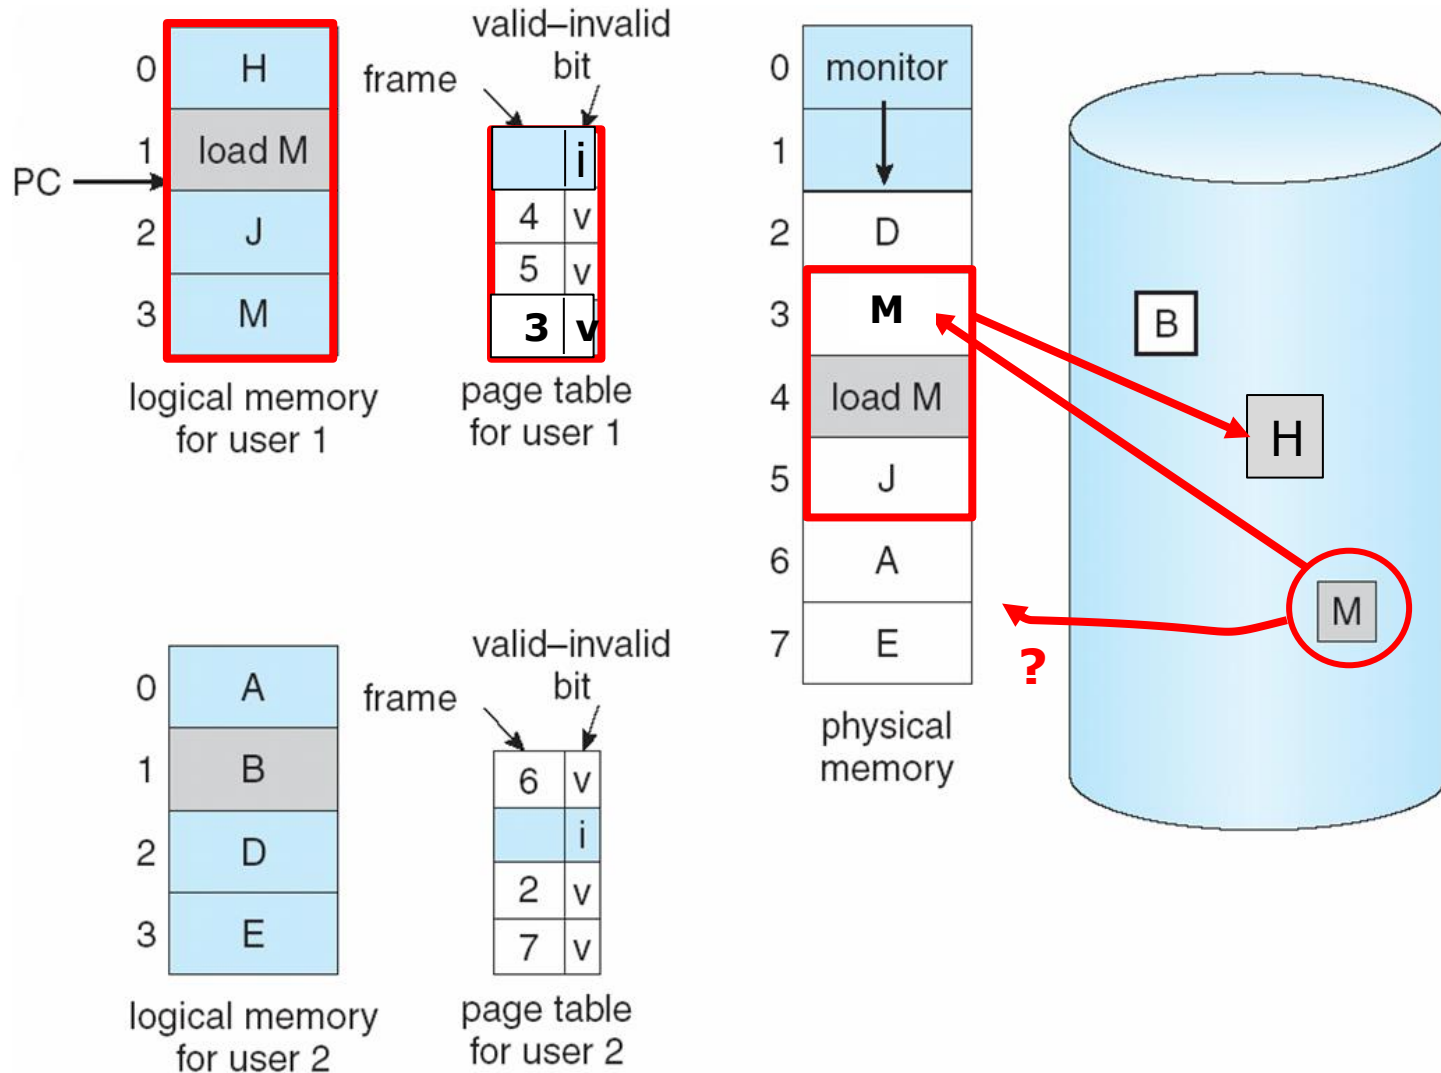 0
H
1
load M
PC
2
J
3
M
logical memory
for user 1
valid–invalid
bit
frame
i
4 v
5 v
3 v
page table
for user 1
0
monitor
1
2
D
3
M
4
load M
5
J
6
A
7
E
physical
memory
B
H
M
?
0
A
1
B
2
D
3
E
logical memory
for user 2
valid–invalid
bit
frame
6 v
i
2 v
7 v
page table
for user 2